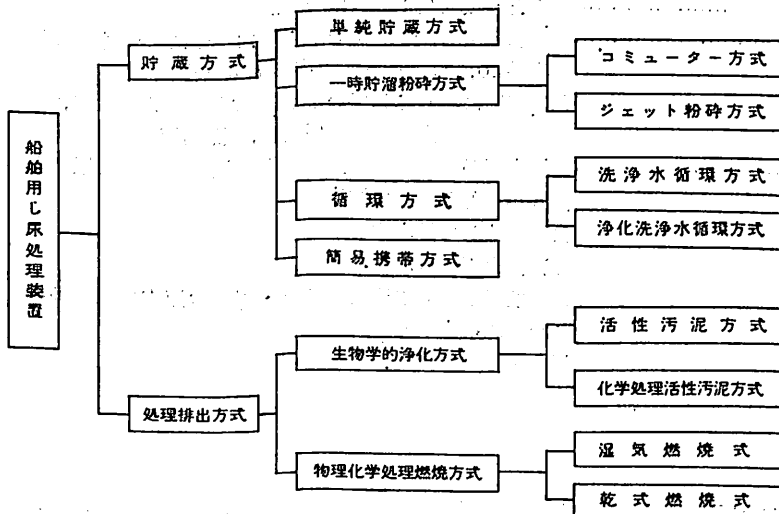 船舶用し尿処理装置
貯蔵方式
単純貯蔵方式
一時貯溜粉砕方式
コミューター方式
ジェット粉砕方式
循環方式
洗浄水循環方式
浄化洗浄水循環方式
簡易携帯方式
処理排出方式
生物学的浄化方式
活性汚泥方式
化学処理活性汚泥方式
物理化学処理燃焼方式
湿気燃焼式
乾式燃焼式